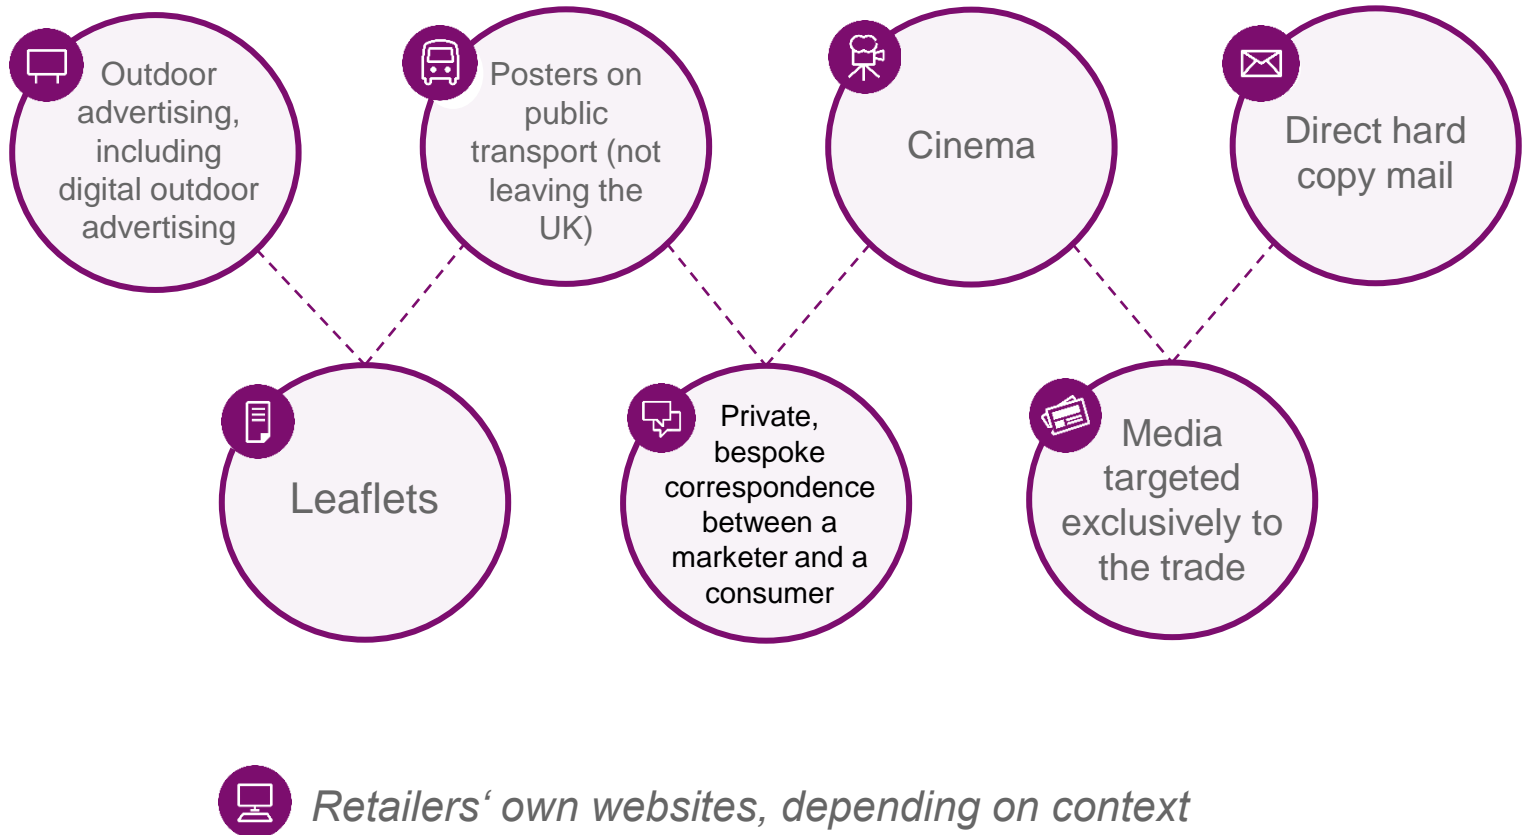 Outdoor
advertising,
including
digital outdoor
advertising
Posters on
public
transport (not
leaving the
UK)
Cinema
Direct hard
copy mail
Leaflets
Private,
bespoke
correspondence
between a
marketer and a
consumer
Media
targeted
exclusively to
the trade
Retailers‘ own websites, depending on context